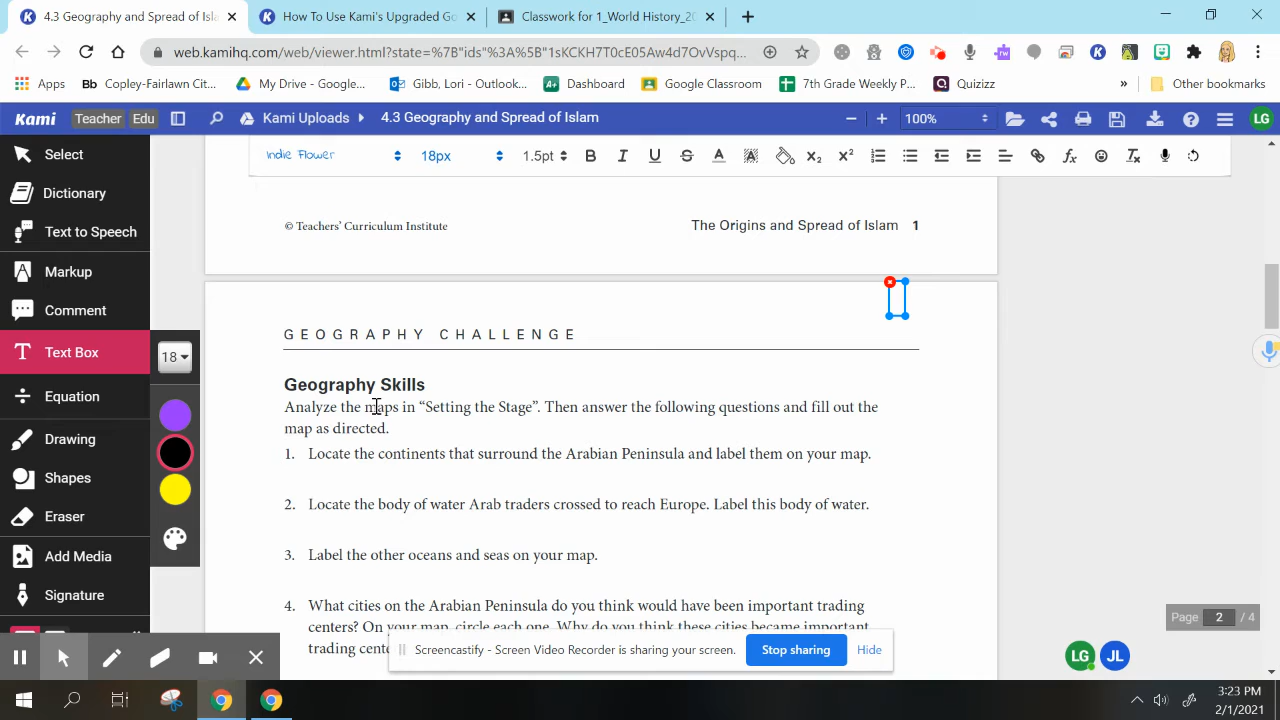 4.3 Geography and Spread of Isla
How To Use Kami's Upgraded Go
Classwork for 1_World History_20
web.kamihq.com/web/viewer.html?state=%7B"ids"%3A%5B"1sKCKH7T0cE05Aw4d7OvVspq...
Apps
Bb Copley-Fairlawn Cit...
My Drive - Google...
Gibb, Lori - Outlook...
Dashboard
Google Classroom
7th Grade Weekly P...
Quizizz
»
Other bookmarks
Kami Teacher Edu
Kami Uploads
4.3 Geography and Spread of Islam
100%
LG
Select
Dictionary
Text to Speech
Markup
Comment
Text Box
Equation
Drawing
Shapes
Eraser
Add Media
Signature
18
Indie Flower 18px 1.5pt B I U S A A X₂ X² fx Tx
© Teachers' Curriculum Institute
The Origins and Spread of Islam 1
GEOGRAPHY CHALLENGE
Geography Skills
Analyze the maps in “Setting the Stage”. Then answer the following questions and fill out the
map as directed.
1. Locate the continents that surround the Arabian Peninsula and label them on your map.
2. Locate the body of water Arab traders crossed to reach Europe. Label this body of water.
3. Label the other oceans and seas on your map.
4. What cities on the Arabian Peninsula do you think would have been important trading
centers? On your map, circle each one. Why do you think these cities became important
trading cente
Page 2 / 4
Screencastify - Screen Video Recorder is sharing your screen.
Stop sharing
Hide
LG JL
3:23 PM
2/1/2021